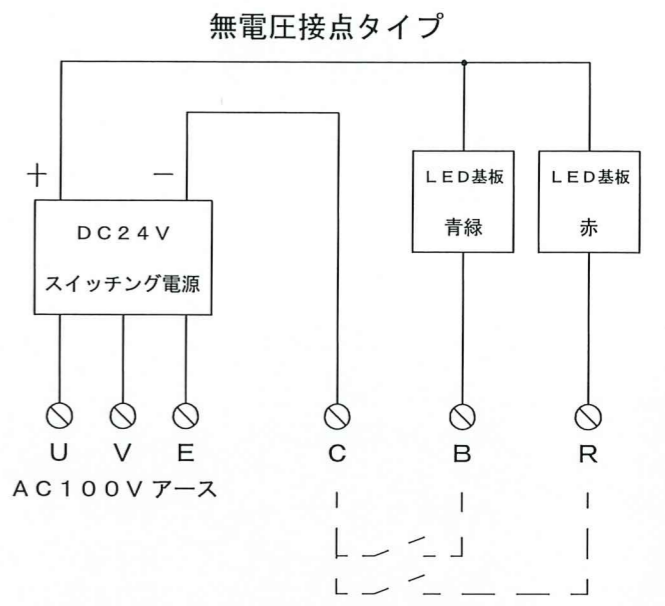 無電圧接点タイプ
+ −
LED基板 LED基板
DC24V
青緑 赤
スイッチング電源
U V E C B R
AC100V アース